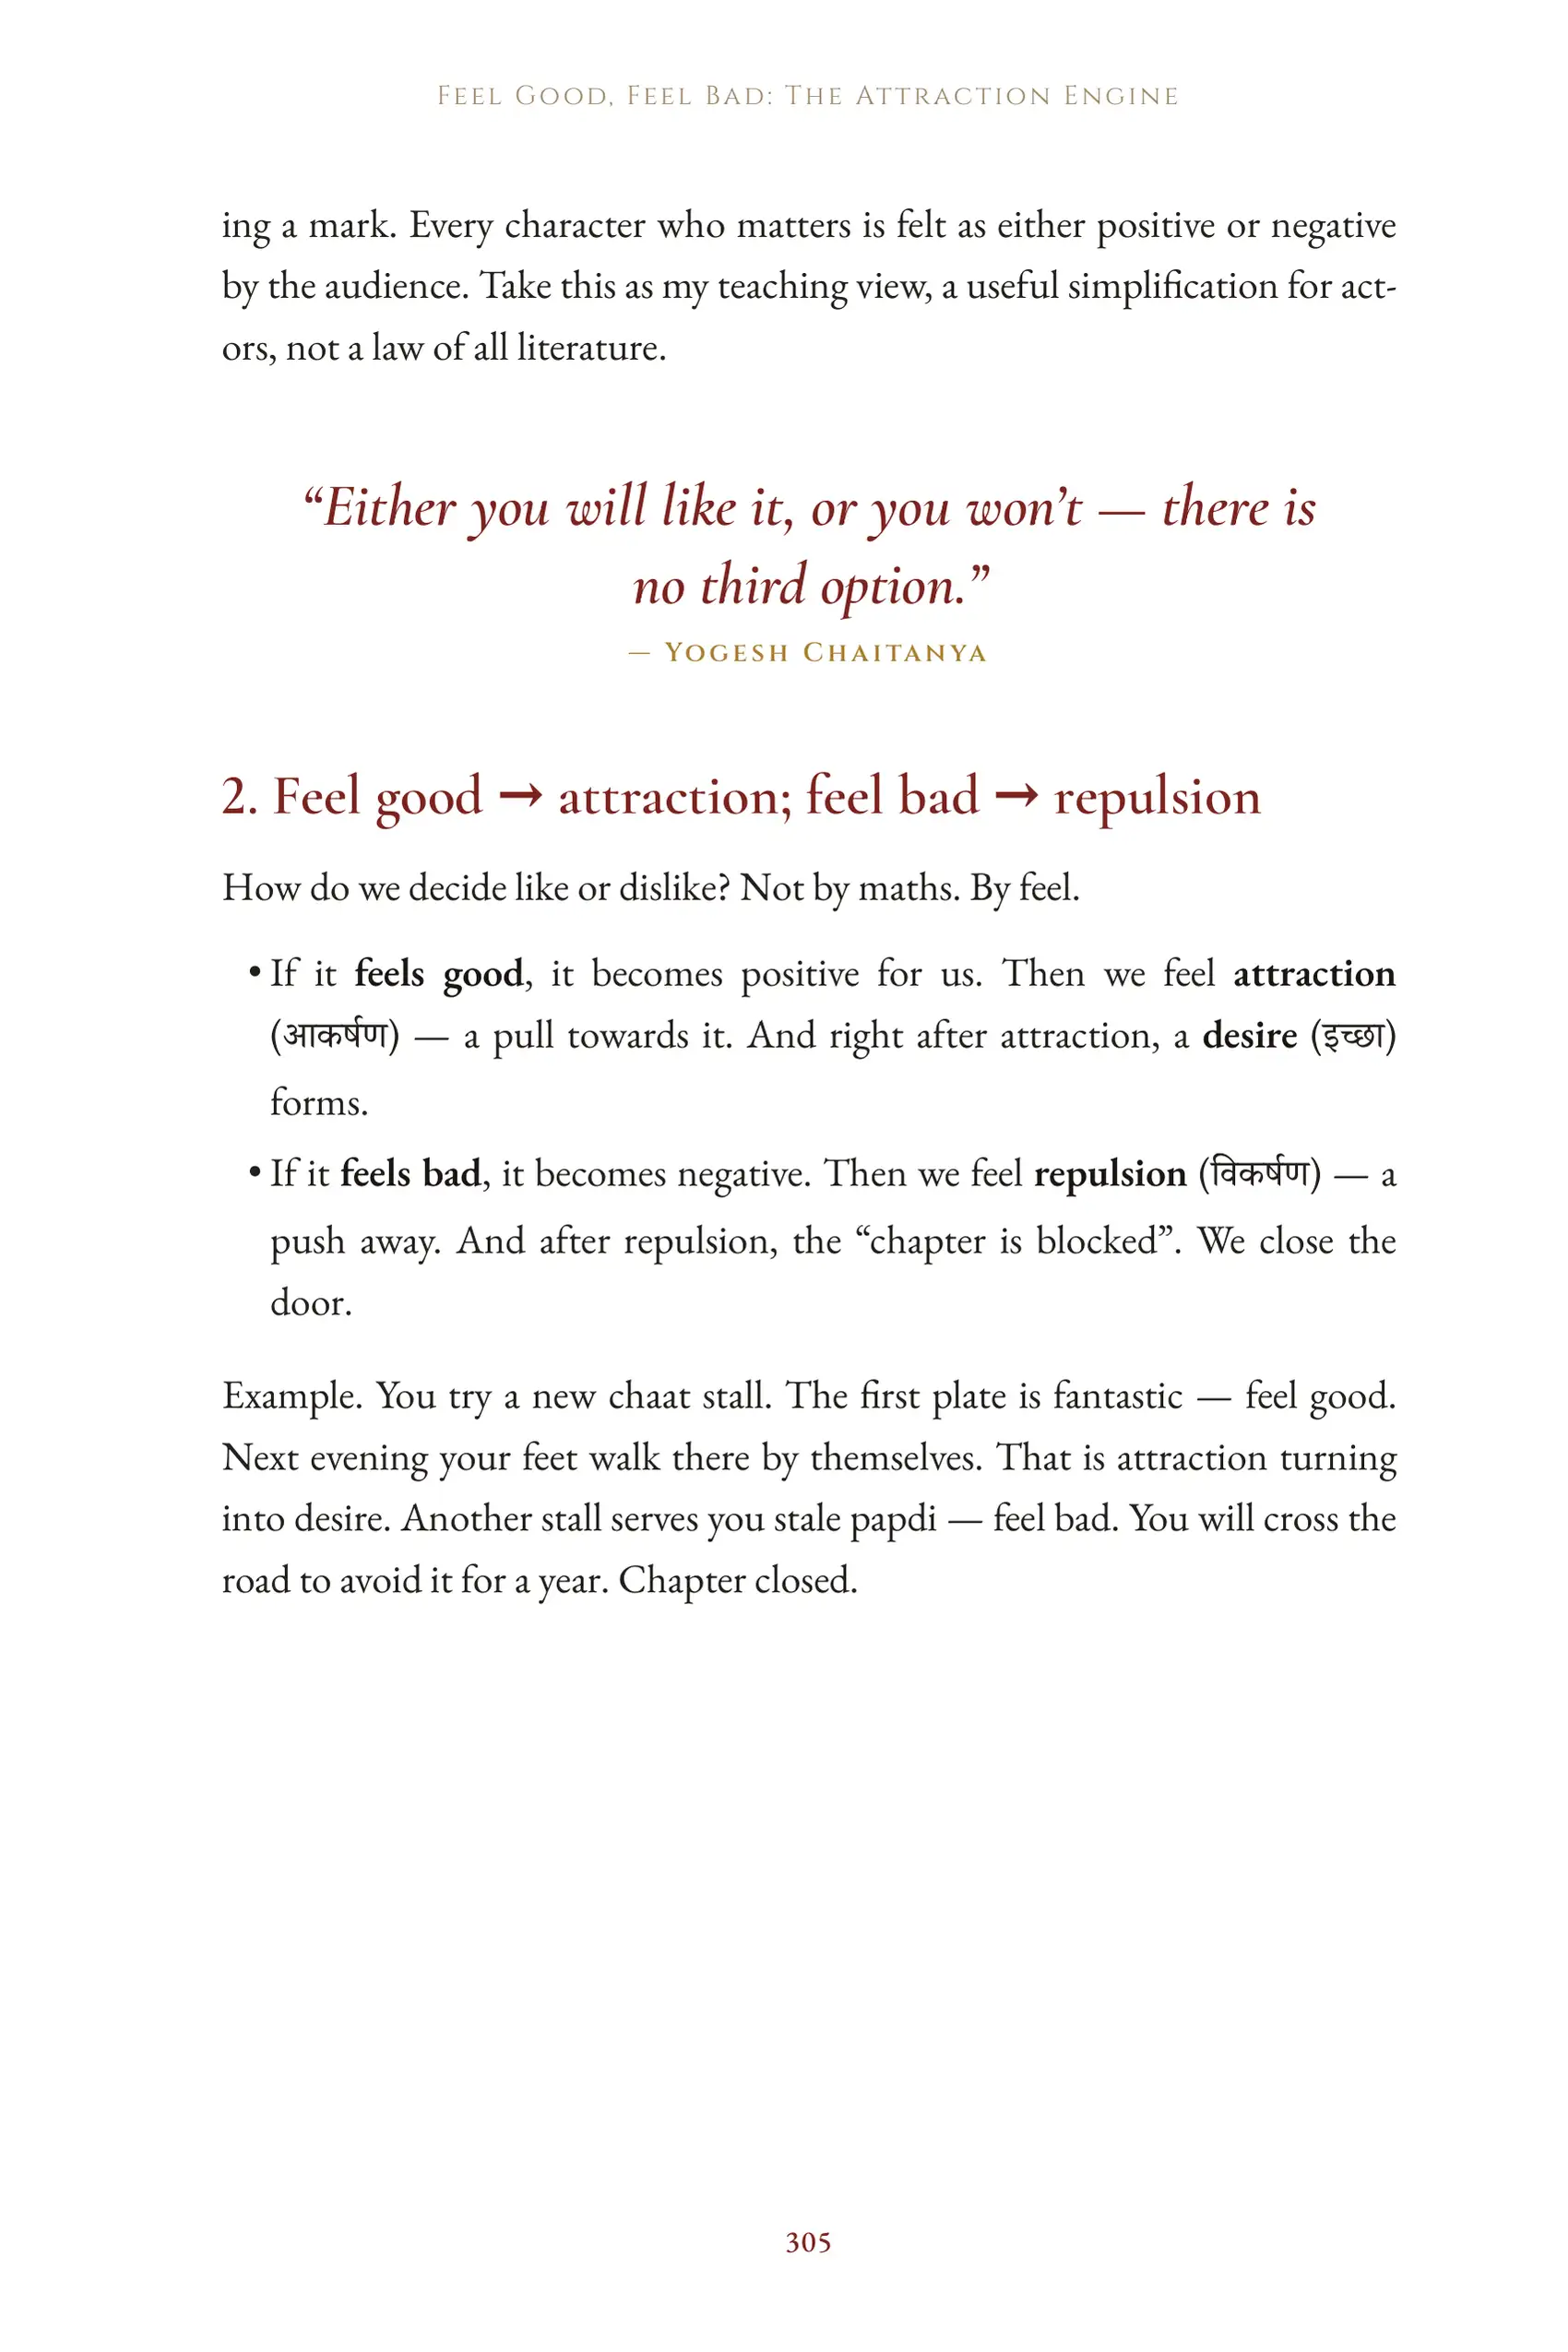 Feel Good, Feel Bad: The Attraction Engine
ing a mark. Every character who matters is felt as either positive or negative
by the audience. Take this as my teaching view, a useful simplification for act-
ors, not a law of all literature.
“Either you will like it, or you won’t — there is
no third option.”
— Yogesh Chaitanya
2. Feel good → attraction; feel bad → repulsion
How do we decide like or dislike? Not by maths. By feel.
• If it feels good, it becomes positive for us. Then we feel attraction
(आकर्षण) — a pull towards it. And right after attraction, a desire (इच्छा)
forms.
• If it feels bad, it becomes negative. Then we feel repulsion (विकर्षण) — a
push away. And after repulsion, the “chapter is blocked”. We close the
door.
Example. You try a new chaat stall. The first plate is fantastic — feel good.
Next evening your feet walk there by themselves. That is attraction turning
into desire. Another stall serves you stale papdi — feel bad. You will cross the
road to avoid it for a year. Chapter closed.
305